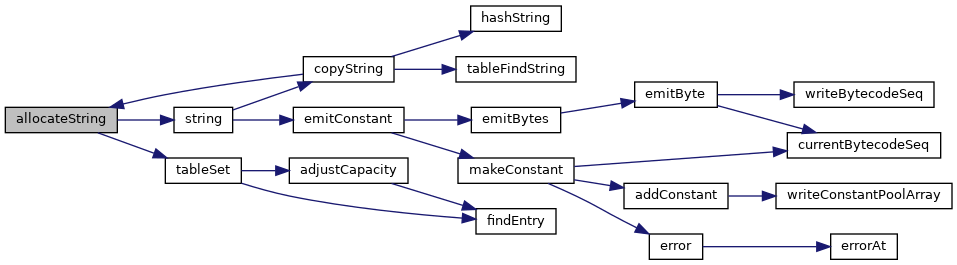 hashString
copyString
tableFindString
emitByte
writeBytecodeSeq
allocateString
string
emitConstant
emitBytes
currentBytecodeSeq
tableSet
adjustCapacity
makeConstant
addConstant
writeConstantPoolArray
findEntry
error
errorAt